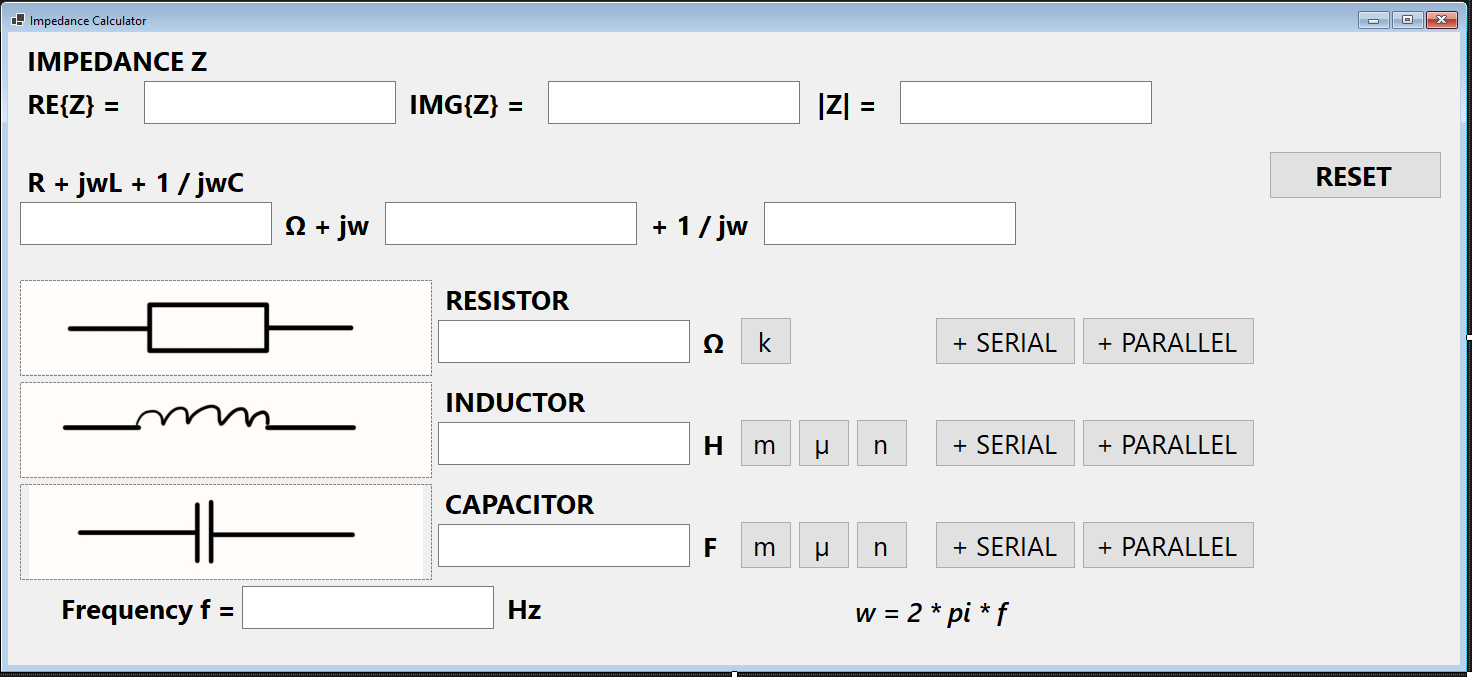 Impedance Calculator
IMPEDANCE Z
RE{Z} = IMG{Z} = |Z| =
RESET
R + jwL + 1 / jwC
Ω + jw + 1 / jw
RESISTOR
Ω k + SERIAL + PARALLEL
INDUCTOR
H m µ n + SERIAL + PARALLEL
CAPACITOR
F m µ n + SERIAL + PARALLEL
Frequency f = Hz w = 2 * pi * f